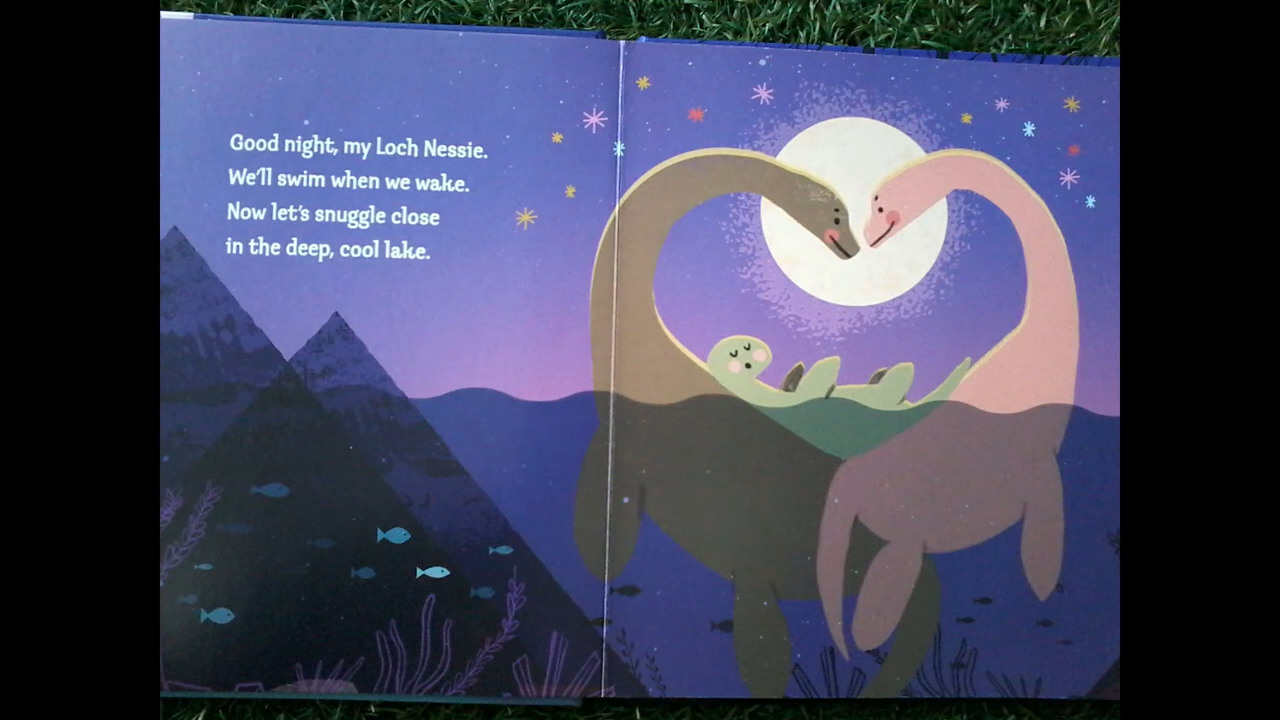 Good night, my Loch Nessie.
We'll swim when we wake.
Now let's snuggle close
in the deep, cool lake.